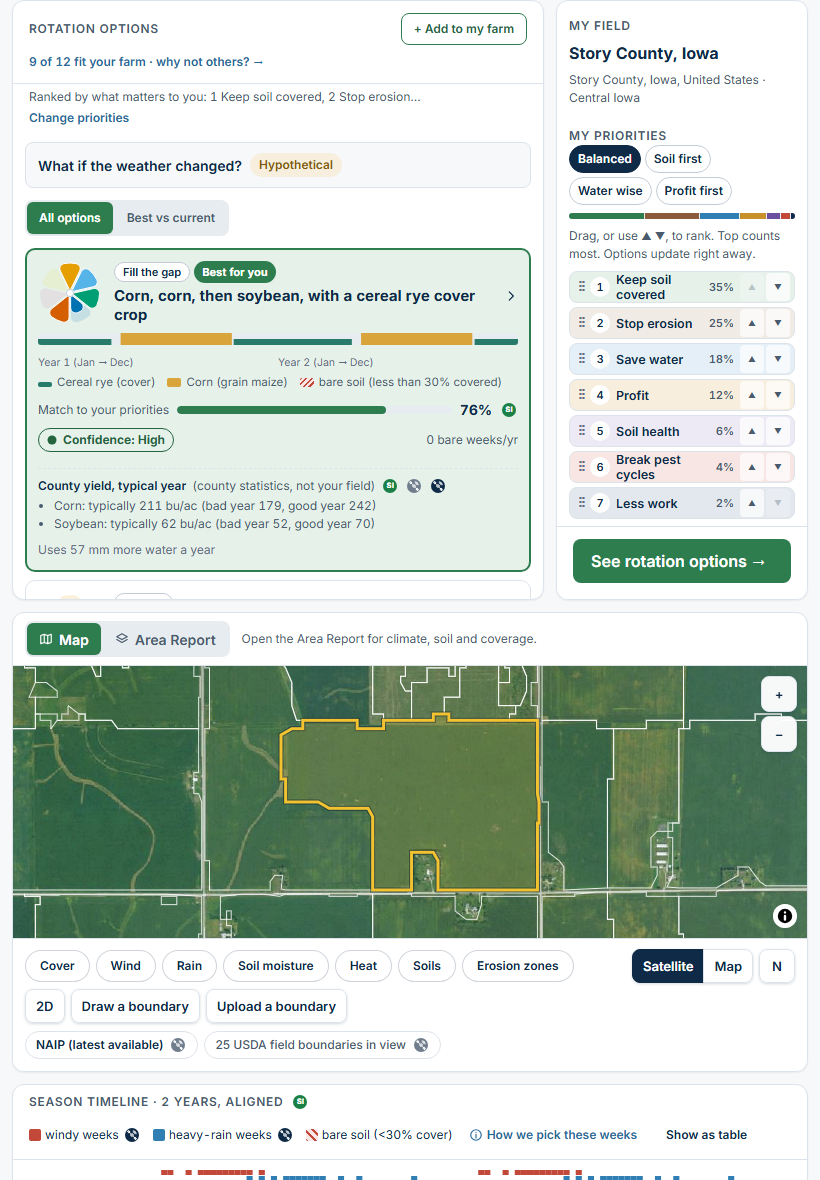 ROTATION OPTIONS
+ Add to my farm
9 of 12 fit your farm · why not others? →
Ranked by what matters to you: 1 Keep soil covered, 2 Stop erosion...
Change priorities
What if the weather changed? Hypothetical
All options Best vs current
Fill the gap Best for you
Corn, corn, then soybean, with a cereal rye cover
crop
Year 1 (Jan → Dec) Year 2 (Jan → Dec)
Cereal rye (cover) Corn (grain maize) bare soil (less than 30% covered)
Match to your priorities 76% SI
Confidence: High 0 bare weeks/yr
County yield, typical year (county statistics, not your field) SI
• Corn: typically 211 bu/ac (bad year 179, good year 242)
• Soybean: typically 62 bu/ac (bad year 52, good year 70)
Uses 57 mm more water a year
MY FIELD
Story County, Iowa
Story County, Iowa, United States ·
Central Iowa
MY PRIORITIES
Balanced Soil first
Water wise Profit first
Drag, or use ▲ ▼, to rank. Top counts
most. Options update right away.
1 Keep soil covered 35% ▲ ▼
2 Stop erosion 25% ▲ ▼
3 Save water 18% ▲ ▼
4 Profit 12% ▲ ▼
5 Soil health 6% ▲ ▼
6 Break pest cycles 4% ▲ ▼
7 Less work 2% ▲ ▼
See rotation options →
Map Area Report Open the Area Report for climate, soil and coverage.
+
−
Cover Wind Rain Soil moisture Heat Soils Erosion zones
Satellite Map N
2D Draw a boundary Upload a boundary
NAIP (latest available) 25 USDA field boundaries in view
SEASON TIMELINE · 2 YEARS, ALIGNED SI
windy weeks heavy-rain weeks bare soil (<30% cover) How we pick these weeks Show as table